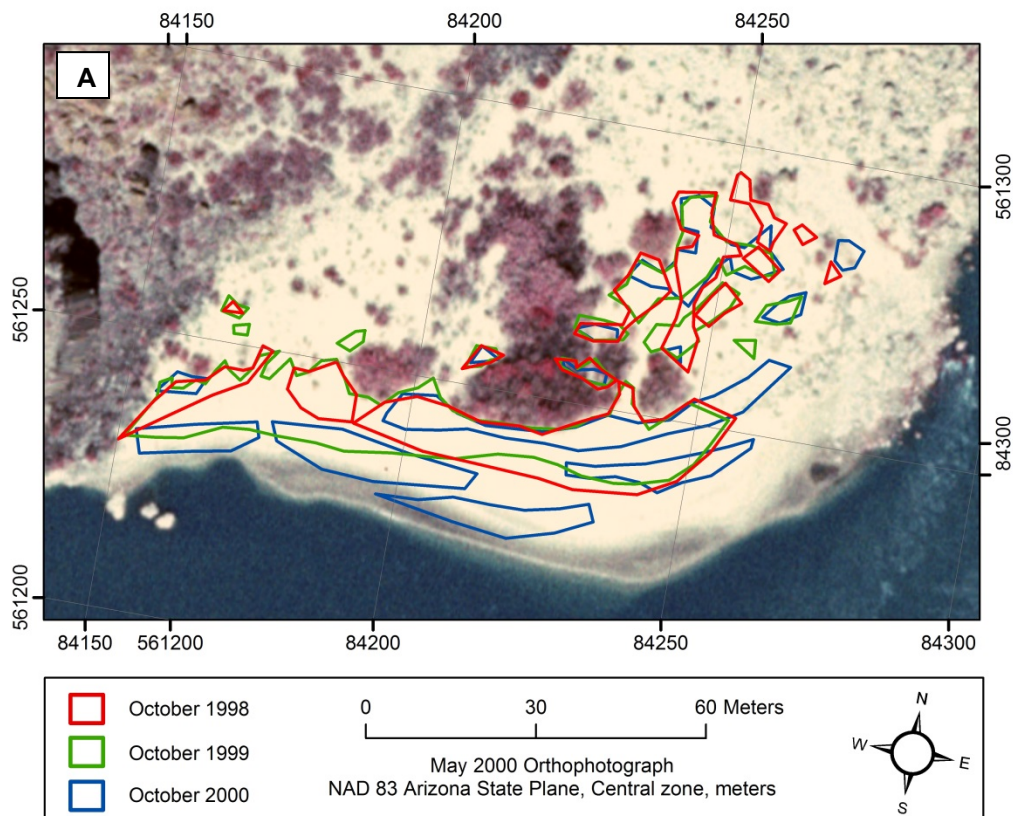 84150 84200 84250
A
561300
561250
84300
561200
84150 561200 84200 84250 84300
October 1998
October 1999
October 2000
0 30 60 Meters
May 2000 Orthophotograph
NAD 83 Arizona State Plane, Central zone, meters
N
W
E
S